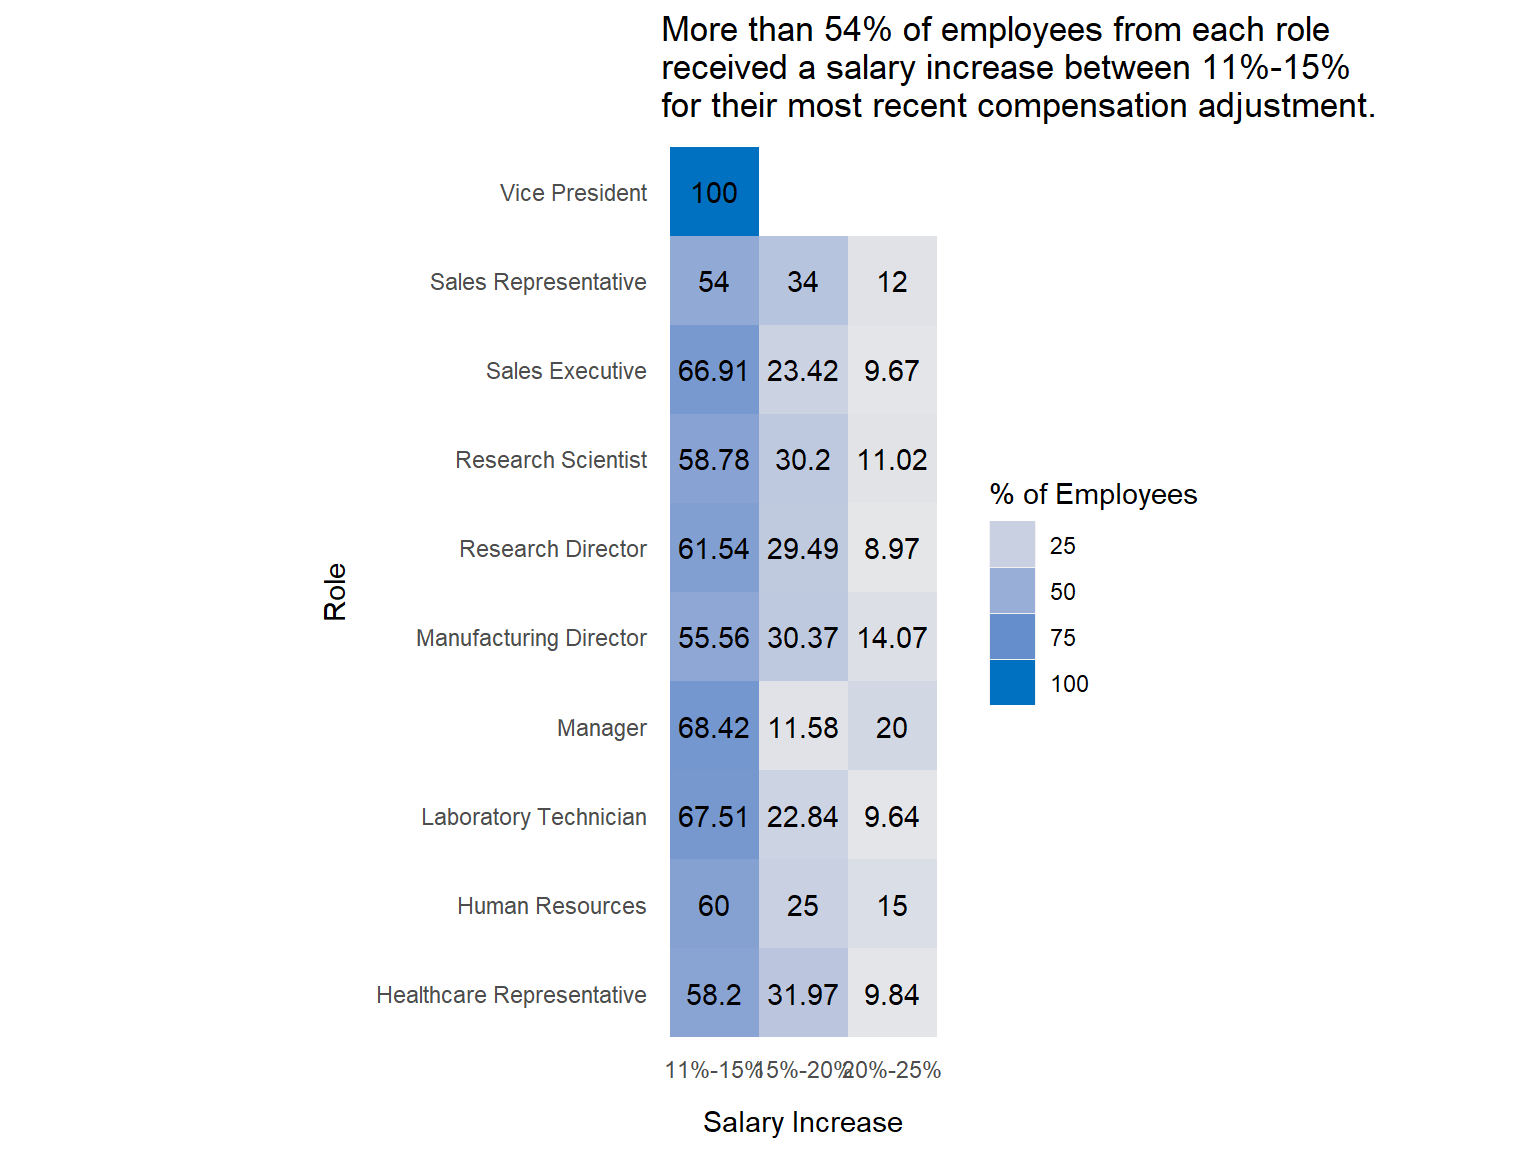 More than 54% of employees from each role
received a salary increase between 11%-15%
for their most recent compensation adjustment.
Vice President 100
Sales Representative 54 34 12
Sales Executive 66.91 23.42 9.67
Research Scientist 58.78 30.2 11.02
Research Director 61.54 29.49 8.97
Manufacturing Director 55.56 30.37 14.07
Manager 68.42 11.58 20
Laboratory Technician 67.51 22.84 9.64
Human Resources 60 25 15
Healthcare Representative 58.2 31.97 9.84
11%-15% 15%-20% 20%-25%
Salary Increase
Role
% of Employees
25
50
75
100